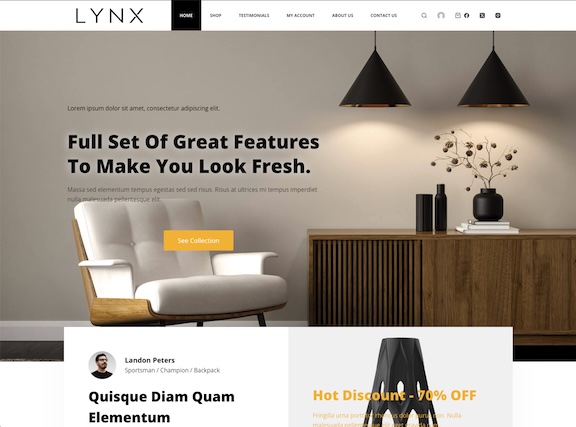 LYNX
HOME SHOP TESTIMONIALS MY ACCOUNT ABOUT US CONTACT US
Lorem ipsum dolor sit amet, consectetur adipiscing elit.
Full Set Of Great Features
To Make You Look Fresh.
Massa sed elementum tempus egestas sed sed risus. Risus at ultrices mi tempus imperdiet
nulla malesuada pellentesque elit.
See Collection
Landon Peters
Sportsman / Champion / Backpack
Quisque Diam Quam
Elementum
Hot Discount - 70% OFF
Fringilla urna porttitor rhoncus dolor purus non. Nulla